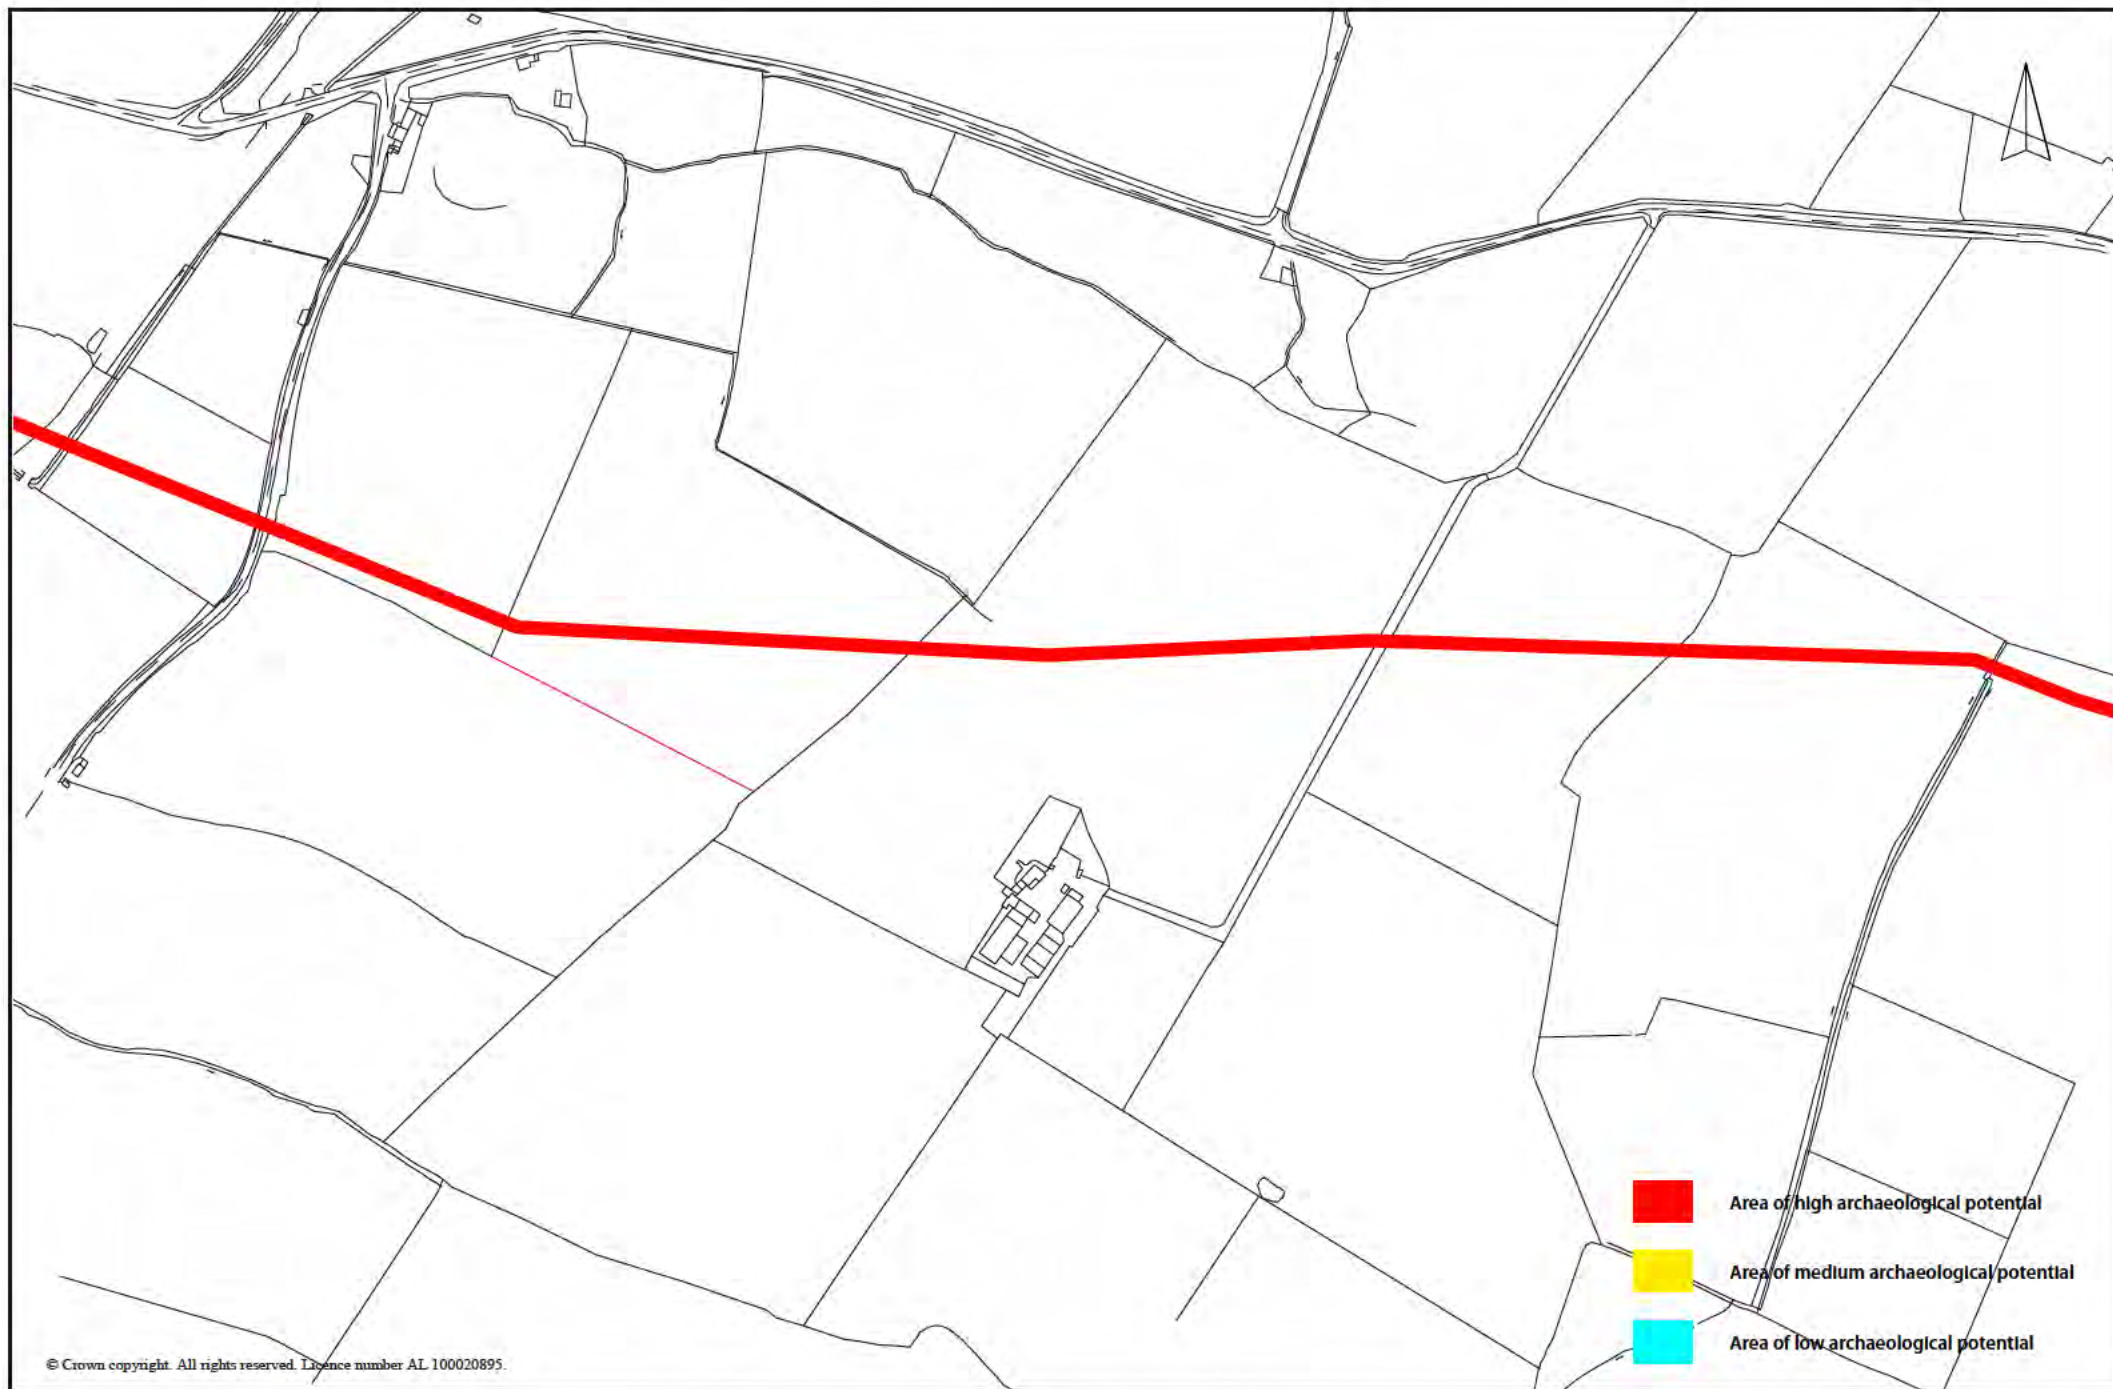 Area of high archaeological potential
Area of medium archaeological potential
Area of low archaeological potential
© Crown copyright. All rights reserved. Licence number AL 100020895.